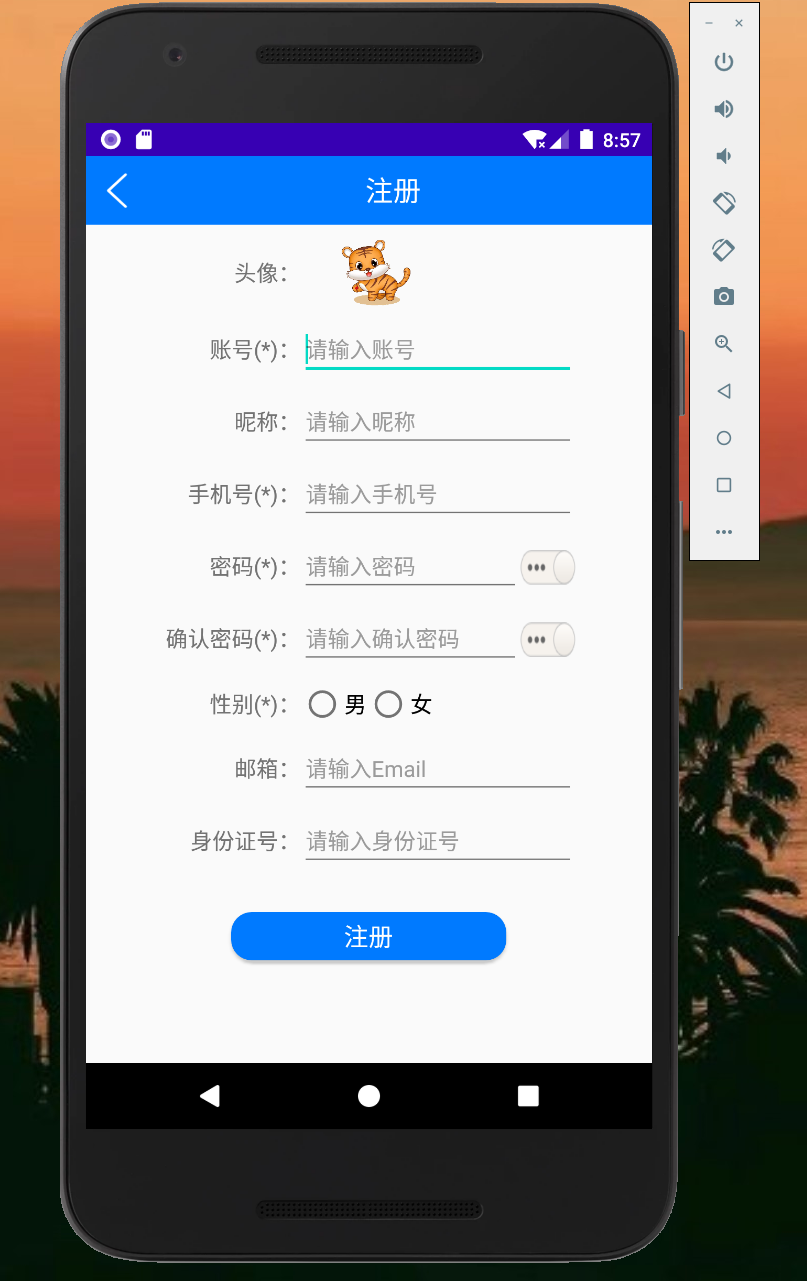 8:57
注册
头像：
账号(*)： 请输入账号
昵称： 请输入昵称
手机号(*)： 请输入手机号
密码(*)： 请输入密码
确认密码(*)： 请输入确认密码
性别(*)： 男 女
邮箱： 请输入Email
身份证号： 请输入身份证号
注册